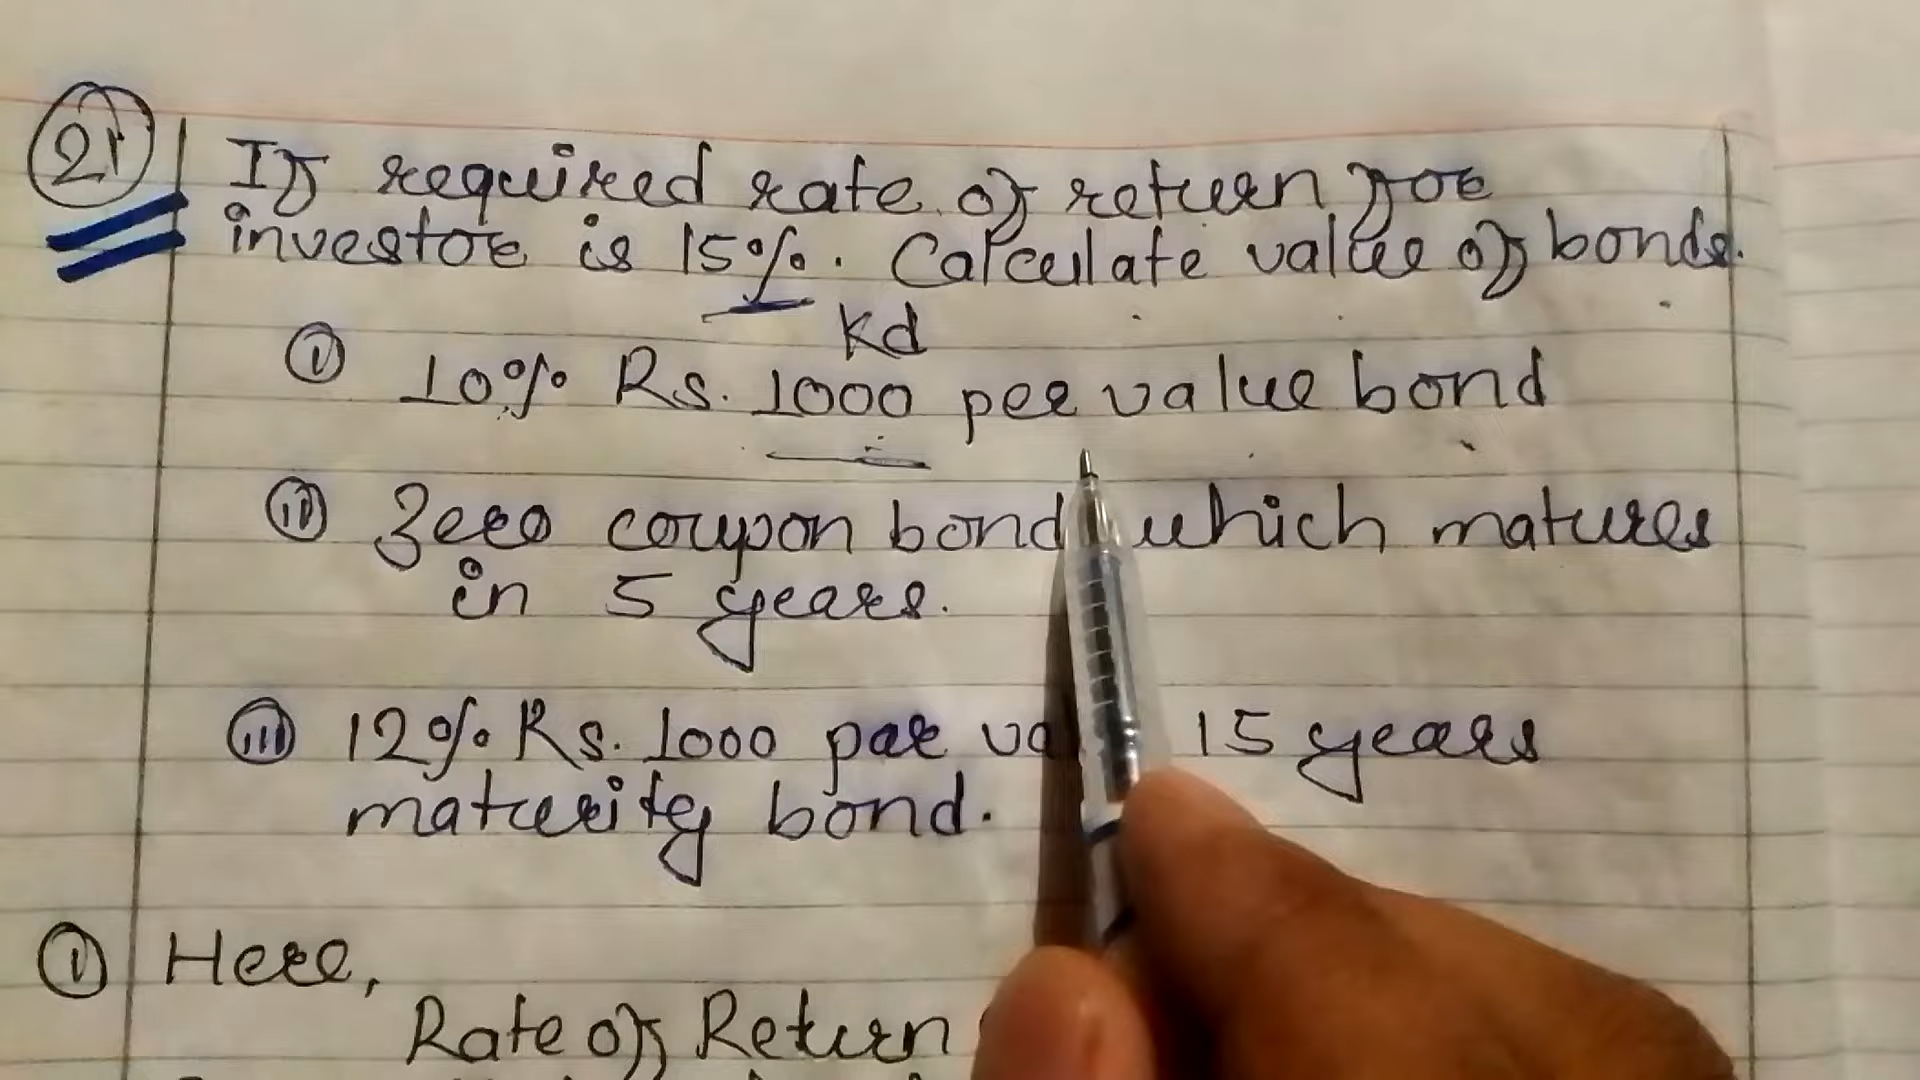 21
If required rate of return for
investor is 15%. Calculate value of bonds.
Kd
(i) 10% Rs. 1000 per value bond
(ii) Zero coupon bond which matures
in 5 years.
(iii) 12% Rs. 1000 par 15 years
maturity bond.
(i) Here,
Rate of Return